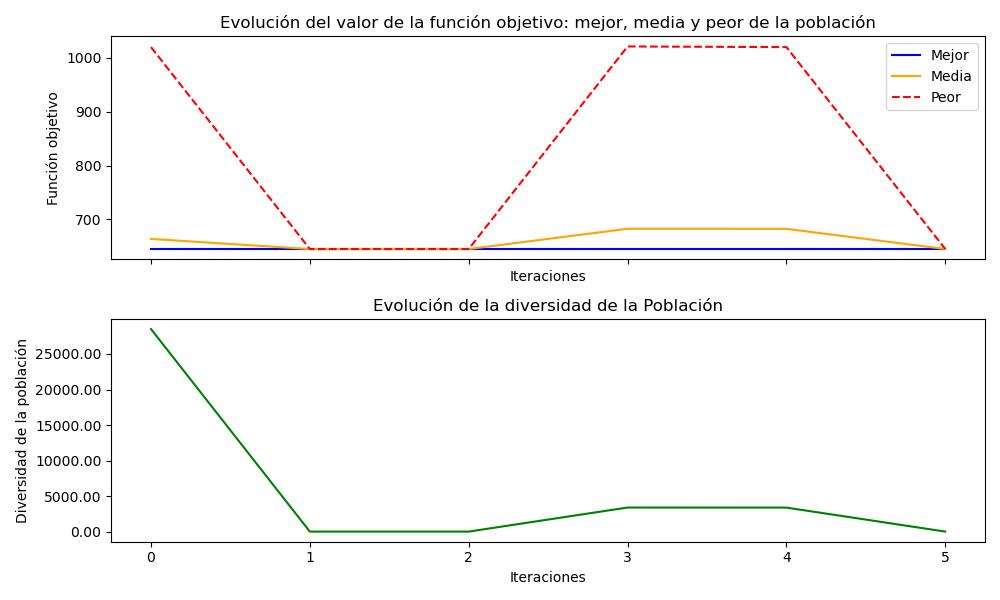 Evolución del valor de la función objetivo: mejor, media y peor de la población
Función objetivo
1000
900
800
700
Mejor
Media
Peor
Iteraciones
Evolución de la diversidad de la Población
Diversidad de la población
25000.00
20000.00
15000.00
10000.00
5000.00
0.00
0 1 2 3 4 5
Iteraciones